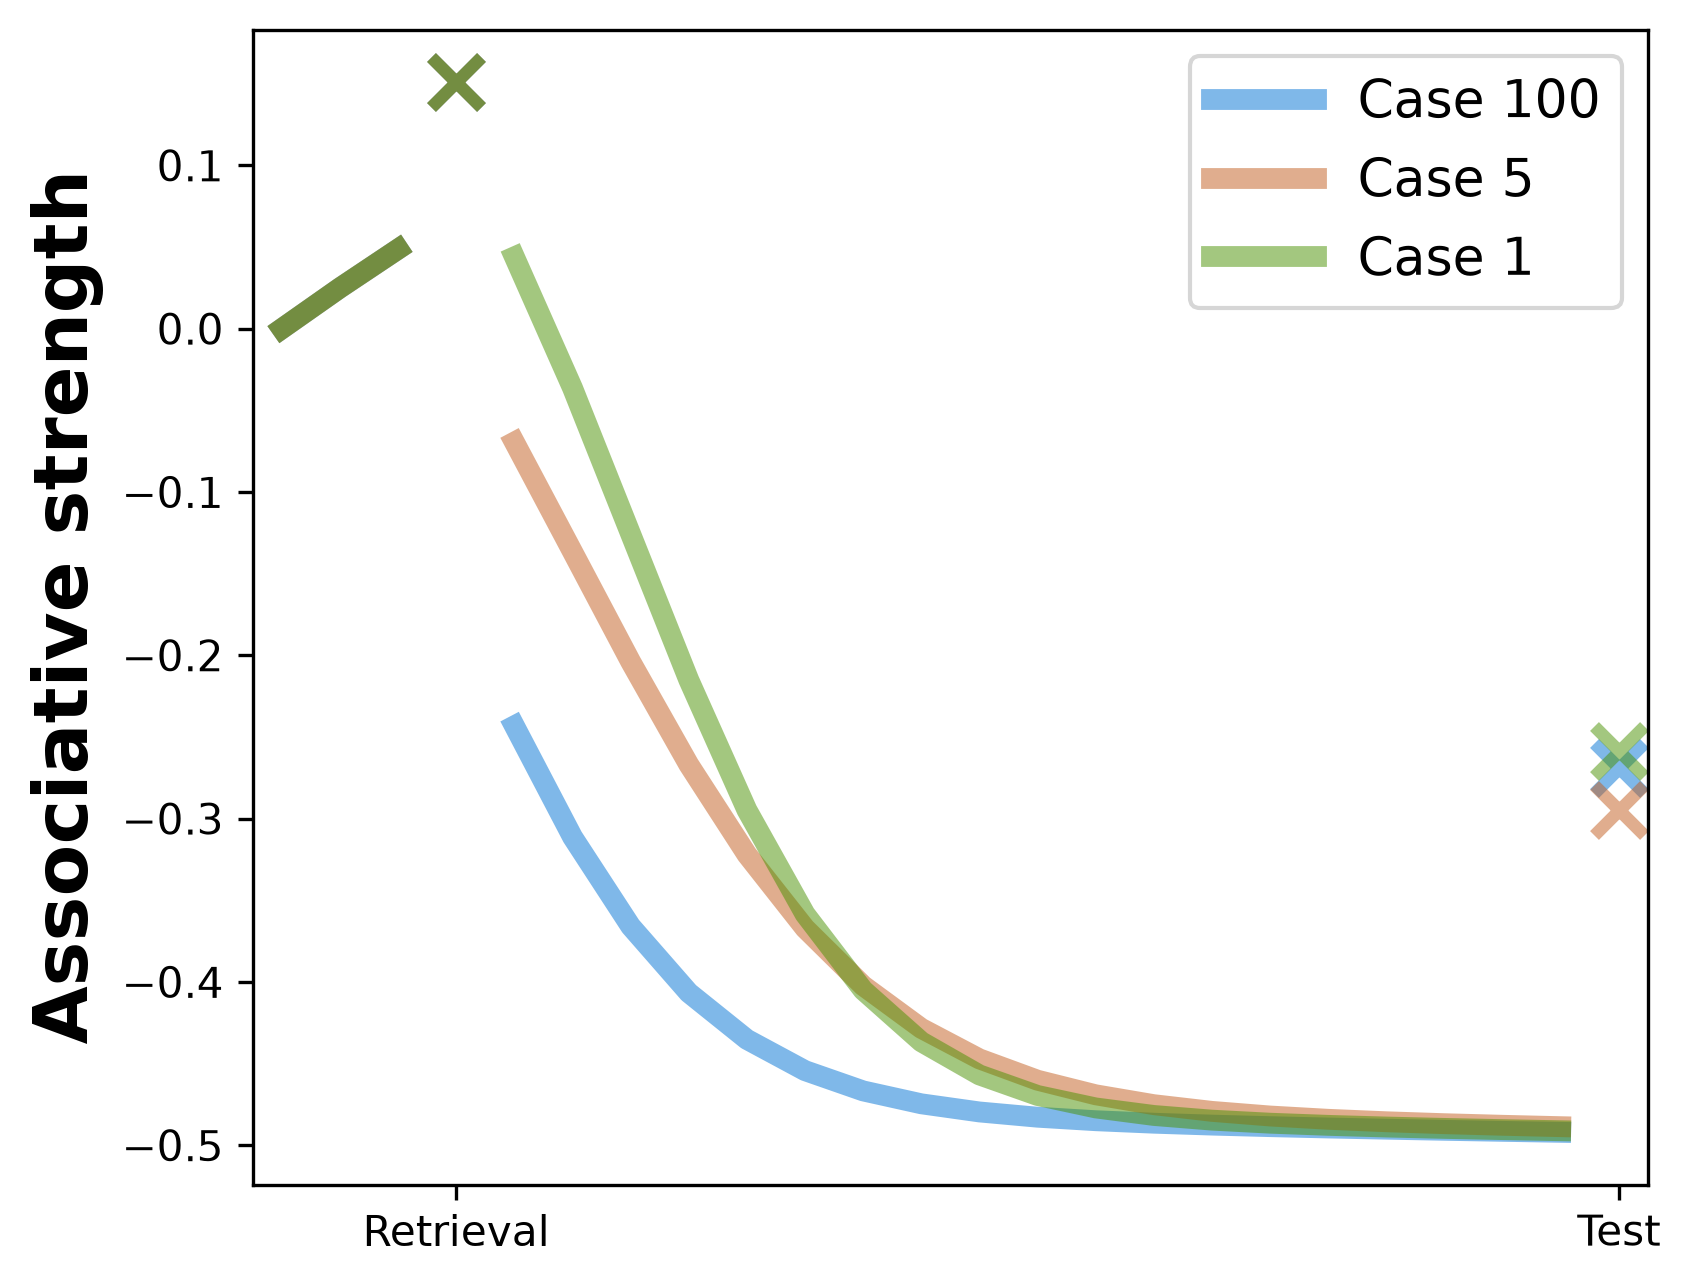 Associative strength
0.1
0.0
−0.1
−0.2
−0.3
−0.4
−0.5
Case 100
Case 5
Case 1
Retrieval
Test